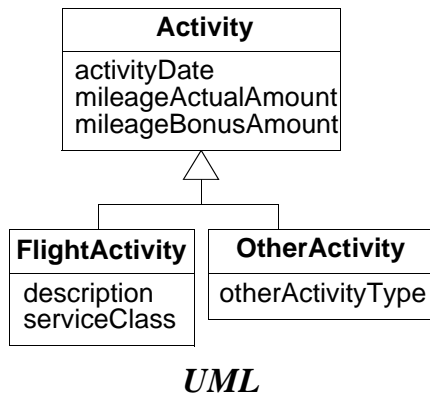 Activity
activityDate
mileageActualAmount
mileageBonusAmount
FlightActivity
description
serviceClass
OtherActivity
otherActivityType
UML